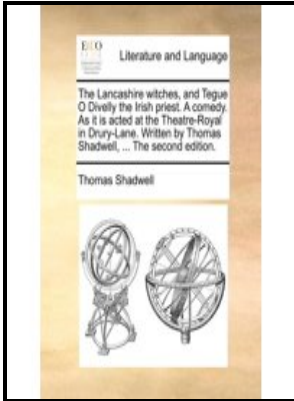 ECCO
Literature and Language
The Lancashire witches, and Tegue
O Divelly the Irish priest. A comedy.
As it is acted at the Theatre-Royal
in Drury-Lane. Written by Thomas
Shadwell, ... The second edition.
Thomas Shadwell